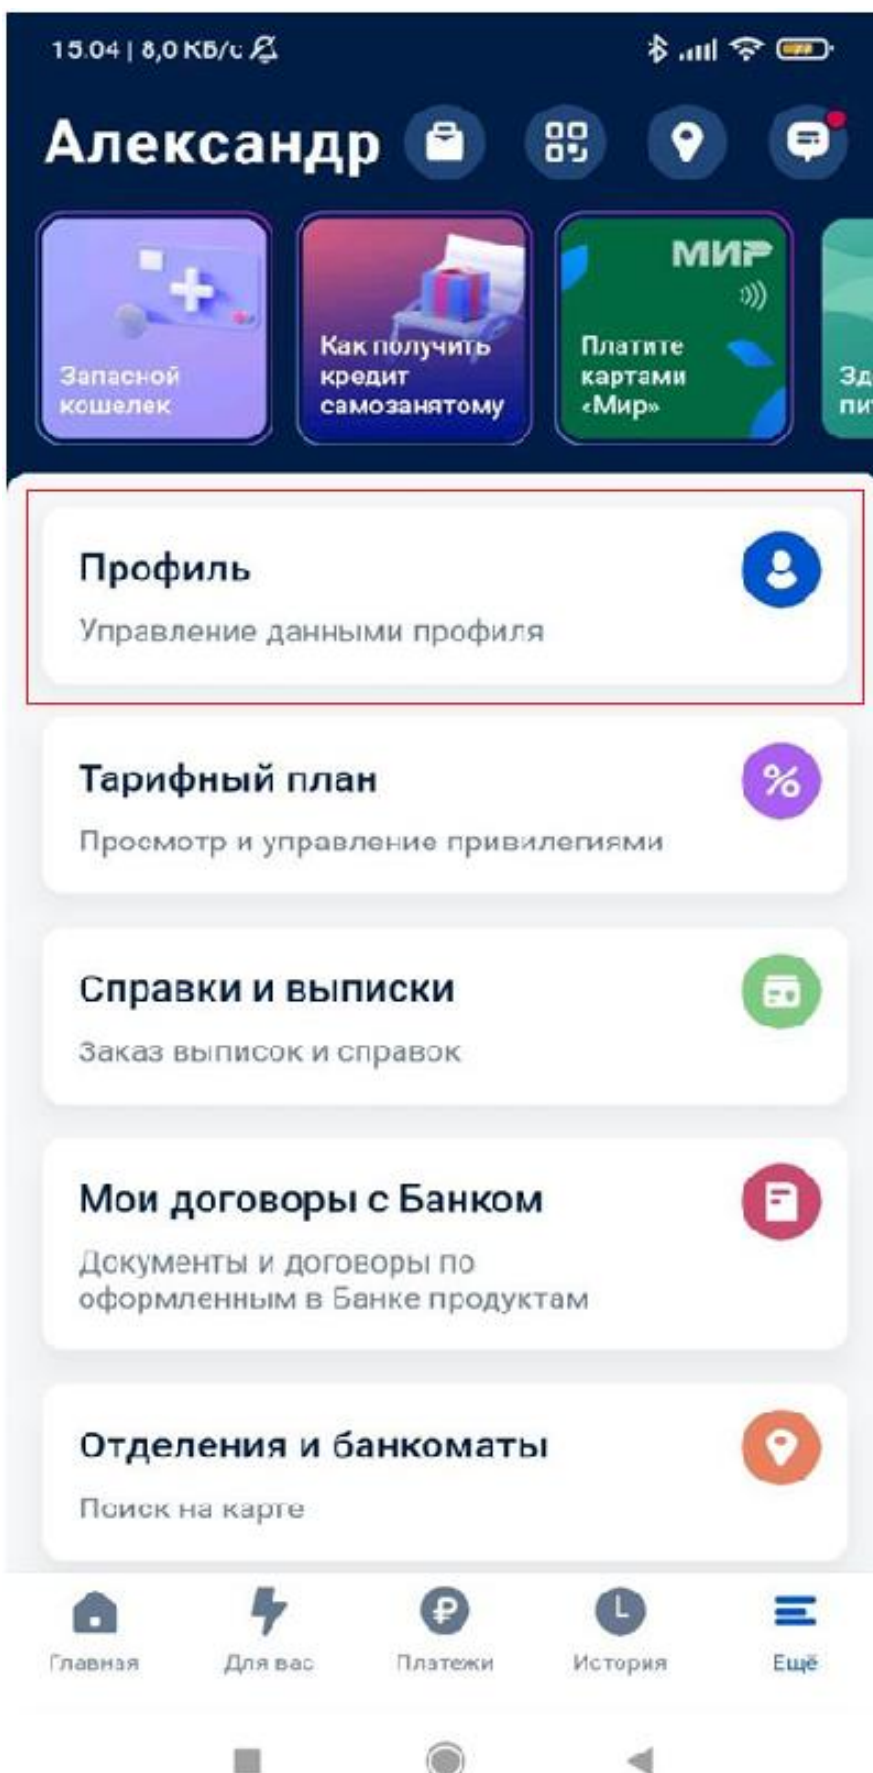 15.04 | 8,0 КБ/с
Александр
Запасной
кошелек
Как получить
кредит
самозанятому
МИР
Платите
картами
«Мир»
Профиль
Управление данными профиля
Тарифный план
Просмотр и управление привилегиями
Справки и выписки
Заказ выписок и справок
Мои договоры с Банком
Документы и договоры по
оформленным в Банке продуктам
Отделения и банкоматы
Поиск на карте
Главная
Для вас
Платежи
История
Ещё